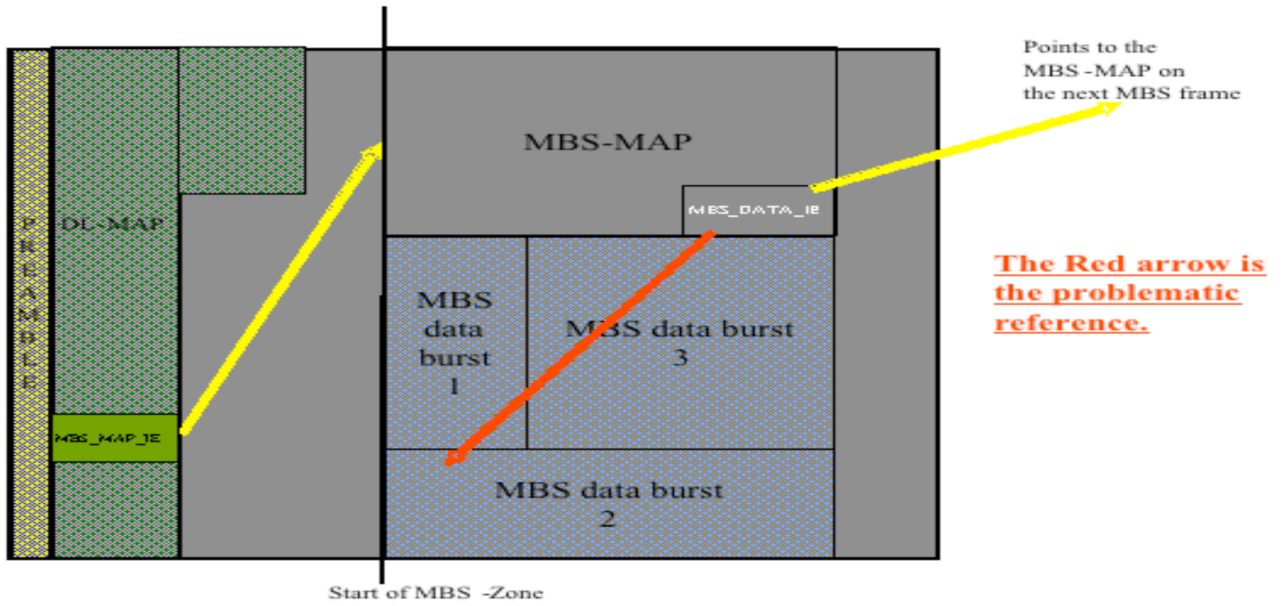 PREAMBLE
DL-MAP
MBS_MAP_IE
MBS-MAP
MBS_DATA_IE
MBS
data
burst
1
MBS data burst
3
MBS data burst
2
Start of MBS -Zone
Points to the
MBS -MAP on
the next MBS frame
The Red arrow is
the problematic
reference.